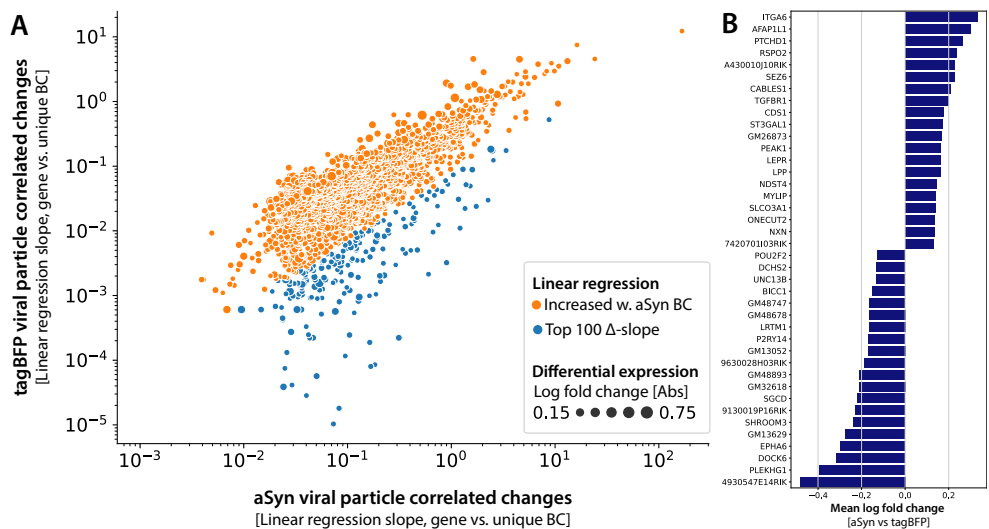 A
tagBFP viral particle correlated changes
[Linear regression slope, gene vs. unique BC]
10¹
10⁰
10⁻¹
10⁻²
10⁻³
10⁻⁴
10⁻⁵
10⁻³
10⁻²
10⁻¹
10⁰
10¹
10²
aSyn viral particle correlated changes
[Linear regression slope, gene vs. unique BC]
Linear regression
Increased w. aSyn BC
Top 100 Δ-slope
Differential expression
Log fold change [Abs]
0.15 0.75
B
ITGA6
AFAP1L1
PTCHD1
RSPO2
A430010J10RIK
SEZ6
CABLES1
TGFBR1
CDS1
ST3GAL1
GM26873
PEAK1
LEPR
LPP
NDST4
MYLIP
SLCO3A1
ONECUT2
NXN
7420701I03RIK
POU2F2
DCHS2
UNC13B
BICC1
GM48747
GM48678
LRTM1
P2RY14
GM13052
9630028H03RIK
GM48893
GM32618
SGCD
9130019P16RIK
SHROOM3
GM13629
EPHA6
DOCK6
PLEKHG1
4930547E14RIK
−0,4 −0,2 0,0 0,2
Mean log fold change
[aSyn vs tagBFP]